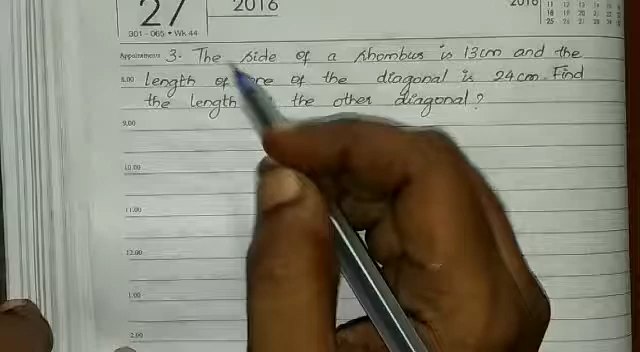 27 2016 2016
301 - 065 • Wk 44
Appointments 3. The side of a rhombus is 13cm and the
8.00 length of one of the diagonal is 24cm. Find
the length the other diagonal?
9.00
10.00
11.00
12.00
1.00
2.00